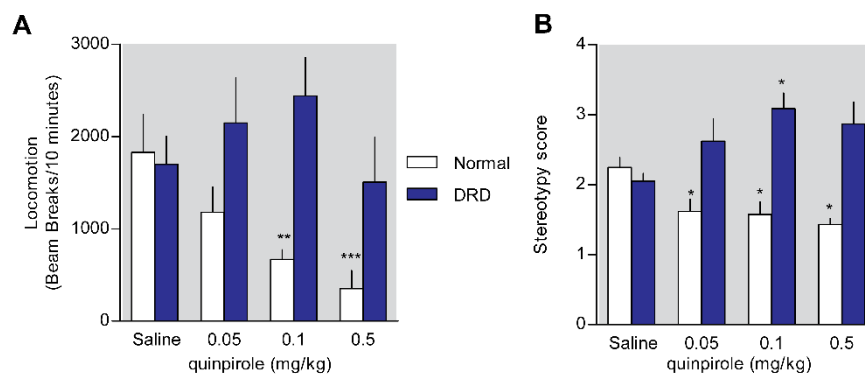 A
3000
2000
1000
0
Locomotion
(Beam Breaks/10 minutes)
**
***
Saline 0.05 0.1 0.5
quinpirole (mg/kg)
Normal
DRD
B
4
3
2
1
0
Stereotypy score
*
*
*
*
Saline 0.05 0.1 0.5
quinpirole (mg/kg)